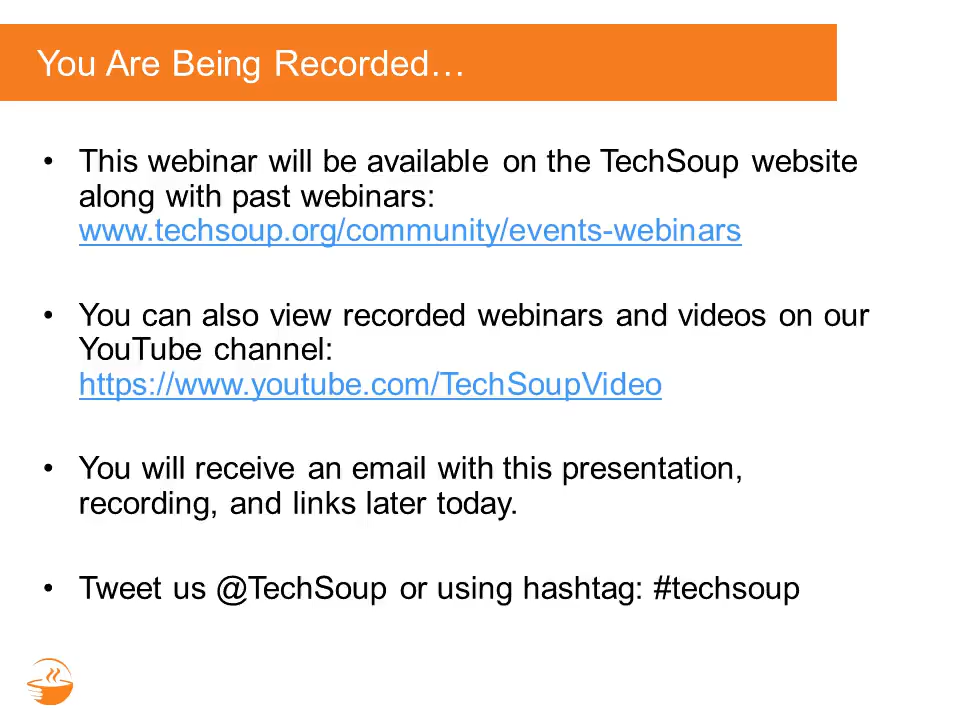 You Are Being Recorded…
• This webinar will be available on the TechSoup website
along with past webinars:
www.techsoup.org/community/events-webinars
• You can also view recorded webinars and videos on our
YouTube channel:
https://www.youtube.com/TechSoupVideo
• You will receive an email with this presentation,
recording, and links later today.
• Tweet us @TechSoup or using hashtag: #techsoup